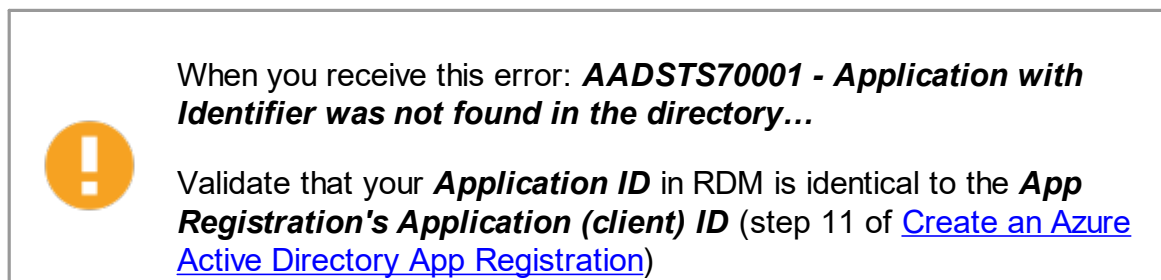 When you receive this error: AADSTS70001 - Application with
Identifier was not found in the directory…
Validate that your Application ID in RDM is identical to the App
Registration's Application (client) ID (step 11 of Create an Azure
Active Directory App Registration)